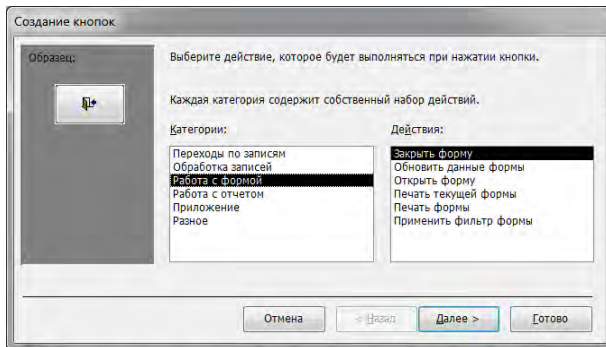 Создание кнопок
Образец:
Выберите действие, которое будет выполняться при нажатии кнопки.
Каждая категория содержит собственный набор действий.
Категории:
Действия:
Переходы по записям
Обработка записей
Работа с формой
Работа с отчетом
Приложение
Разное
Закрыть форму
Обновить данные формы
Открыть форму
Печать текущей формы
Печать формы
Применить фильтр формы
Отмена
< Назад
Далее >
Готово